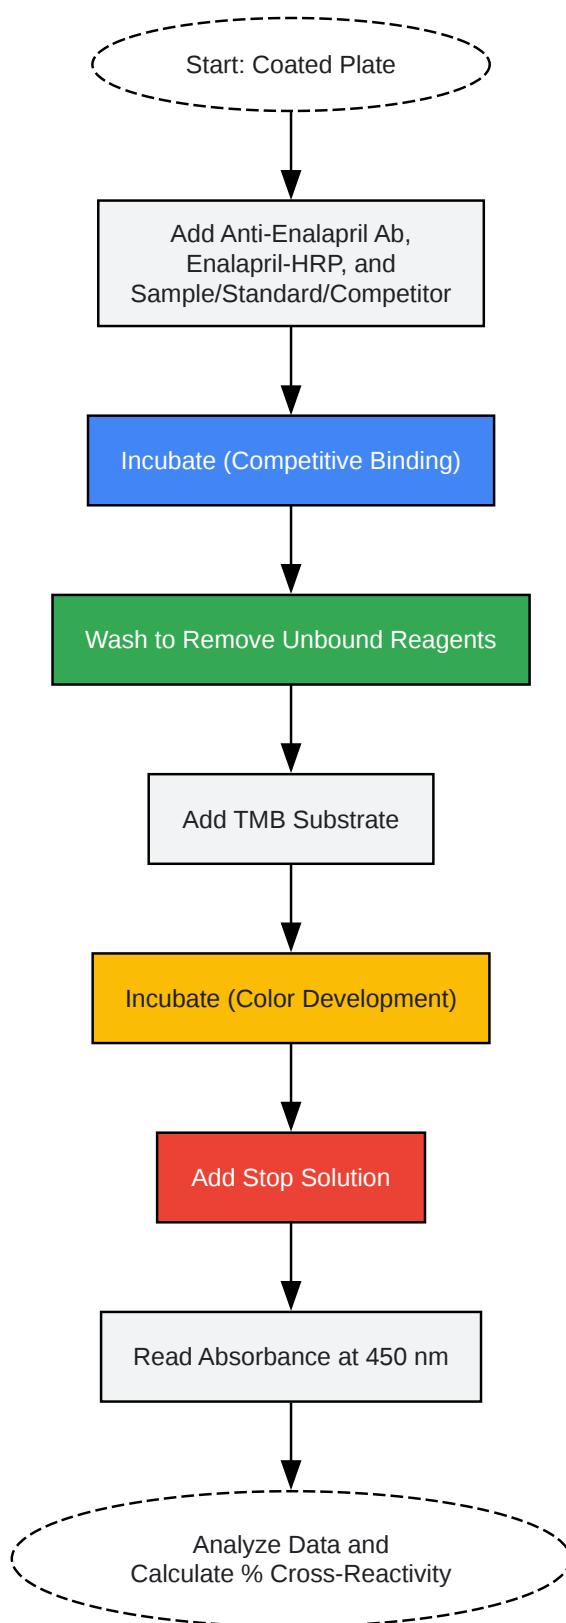 Start: Coated Plate
Add Anti-Enalapril Ab,
Enalapril-HRP, and
Sample/Standard/Competitor
Incubate (Competitive Binding)
Wash to Remove Unbound Reagents
Add TMB Substrate
Incubate (Color Development)
Add Stop Solution
Read Absorbance at 450 nm
Analyze Data and
Calculate % Cross-Reactivity